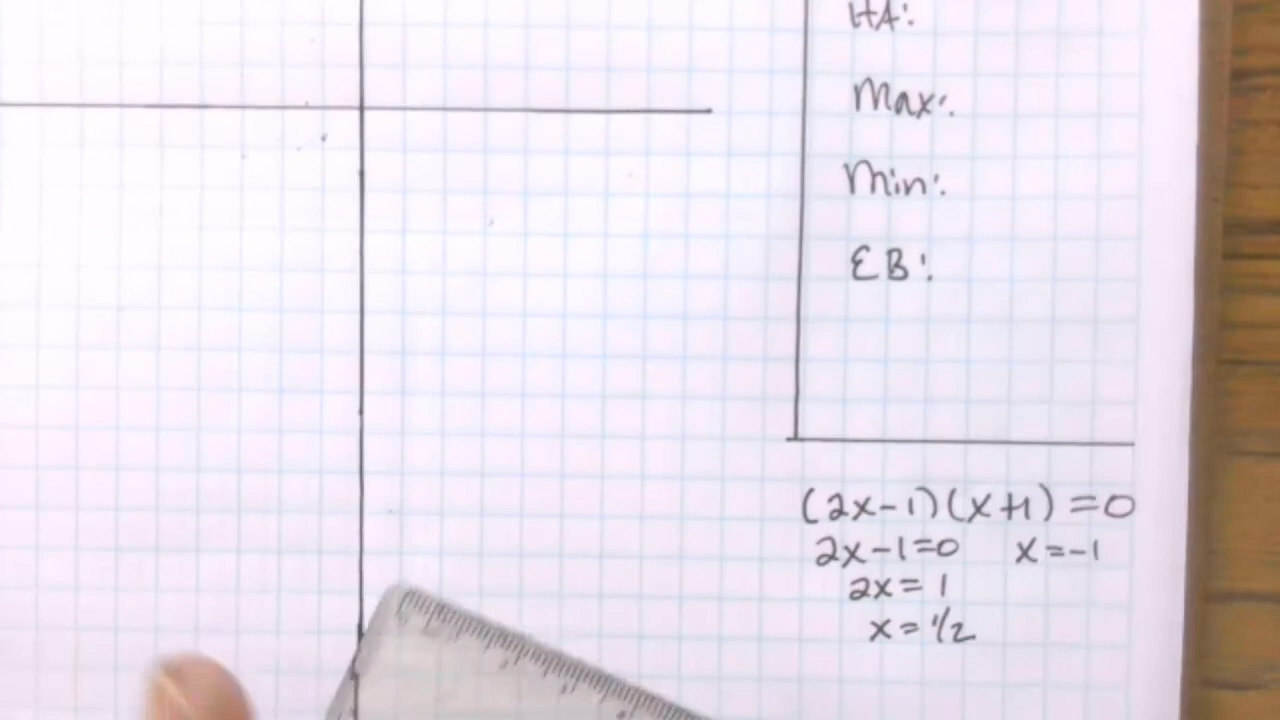 HA:
Max:
Min:
EB:
(2x-1)(x+1)=0
2x-1=0 x=-1
2x=1
x=1/2